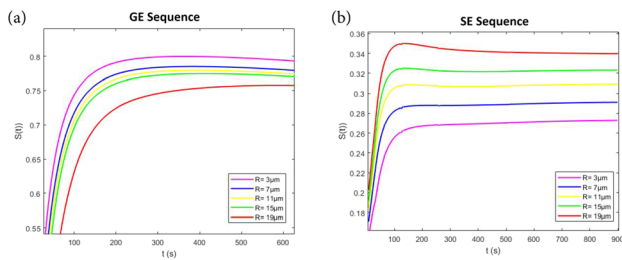 (a)
GE Sequence
0.8
0.75
0.7
0.65
0.6
0.55
S(t))
100
200
300
400
500
600
t (s)
R= 3μm
R= 7μm
R= 11μm
R= 15μm
R= 19μm
(b)
SE Sequence
0.36
0.34
0.32
0.3
0.28
0.26
0.24
0.22
0.2
0.18
S(t))
100
200
300
400
500
600
700
800
900
t (s)
R= 3μm
R= 7μm
R= 11μm
R= 15μm
R= 19μm